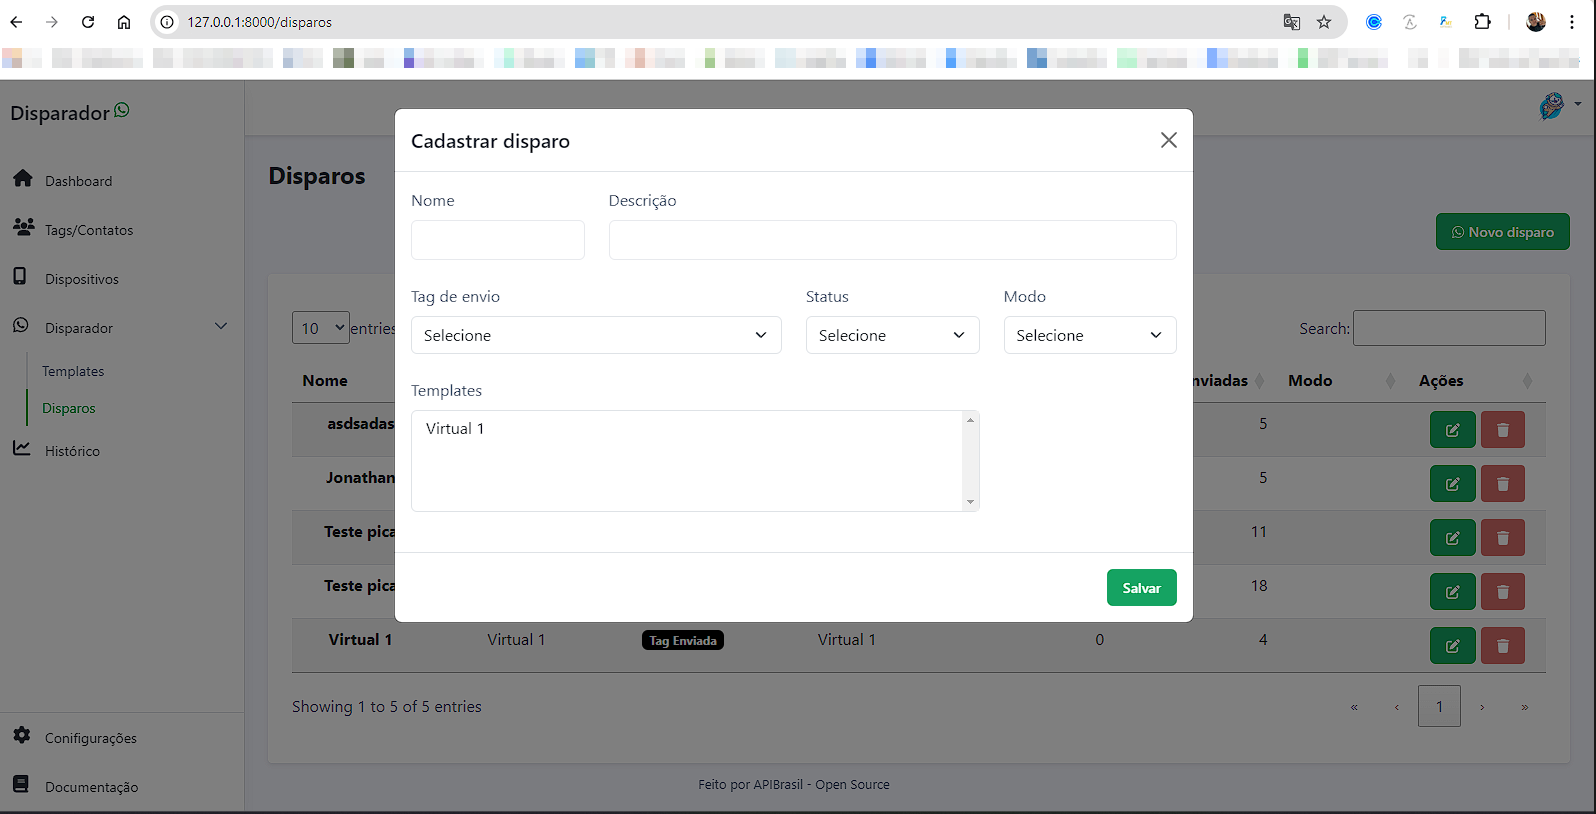 127.0.0.1:8000/disparos
Disparador
Dashboard
Tags/Contatos
Dispositivos
Disparador
Templates
Disparos
Histórico
Configurações
Documentação
Disparos
Novo disparo
10 entries
Search:
Nome
nviadas Modo Ações
asdsadas 5
Jonathan 5
Teste pica 11
Teste pica 18
Virtual 1 Virtual 1 Tag Enviada Virtual 1 0 4
Showing 1 to 5 of 5 entries
« ‹ 1 › »
Feito por APIBrasil - Open Source
Cadastrar disparo
Nome Descrição
Tag de envio Status Modo
Selecione Selecione Selecione
Templates
Virtual 1
Salvar